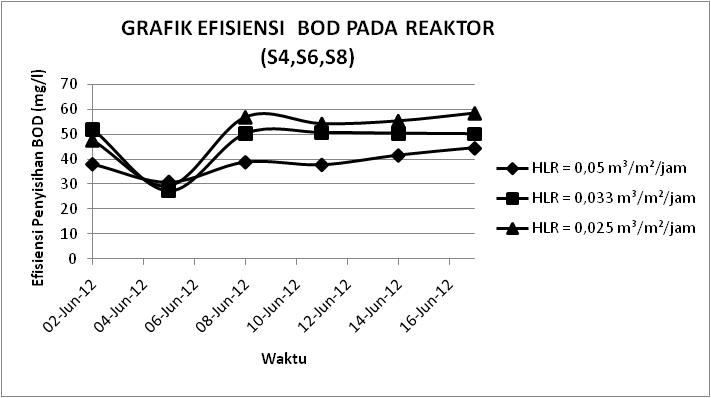 GRAFIK EFISIENSI BOD PADA REAKTOR
(S4,S6,S8)
Efisiensi Penyisihan BOD (mg/l)
70
60
50
40
30
20
10
0
02-Jun-12
04-Jun-12
06-Jun-12
08-Jun-12
10-Jun-12
12-Jun-12
14-Jun-12
16-Jun-12
Waktu
HLR = 0,05 m³/m²/jam
HLR = 0,033 m³/m²/jam
HLR = 0,025 m³/m²/jam